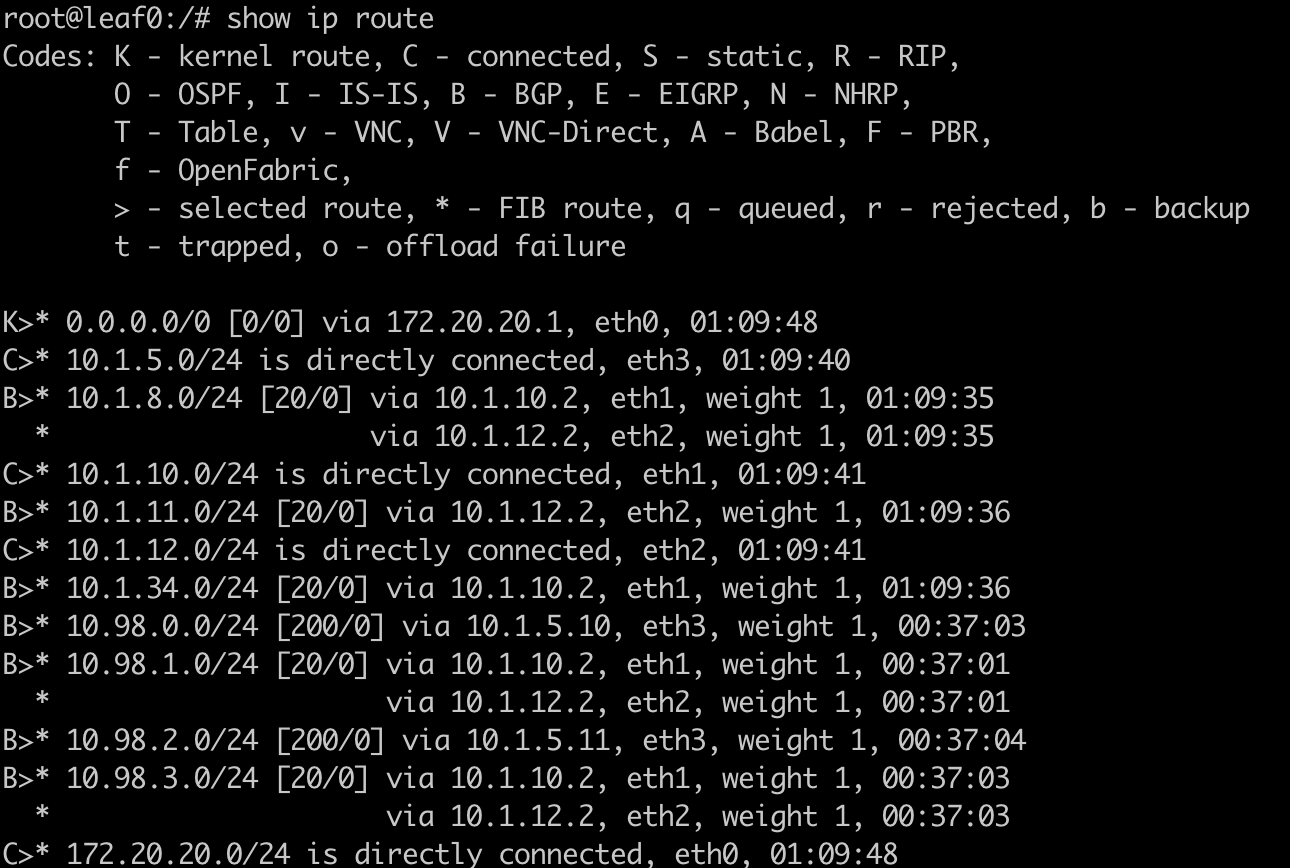 root@leaf0:/# show ip route
Codes: K - kernel route, C - connected, S - static, R - RIP,
       O - OSPF, I - IS-IS, B - BGP, E - EIGRP, N - NHRP,
       T - Table, v - VNC, V - VNC-Direct, A - Babel, F - PBR,
       f - OpenFabric,
       > - selected route, * - FIB route, q - queued, r - rejected, b - backup
       t - trapped, o - offload failure

K>* 0.0.0.0/0 [0/0] via 172.20.20.1, eth0, 01:09:48
C>* 10.1.5.0/24 is directly connected, eth3, 01:09:40
B>* 10.1.8.0/24 [20/0] via 10.1.10.2, eth1, weight 1, 01:09:35
  *                    via 10.1.12.2, eth2, weight 1, 01:09:35
C>* 10.1.10.0/24 is directly connected, eth1, 01:09:41
B>* 10.1.11.0/24 [20/0] via 10.1.12.2, eth2, weight 1, 01:09:36
C>* 10.1.12.0/24 is directly connected, eth2, 01:09:41
B>* 10.1.34.0/24 [20/0] via 10.1.10.2, eth1, weight 1, 01:09:36
B>* 10.98.0.0/24 [200/0] via 10.1.5.10, eth3, weight 1, 00:37:03
B>* 10.98.1.0/24 [20/0] via 10.1.10.2, eth1, weight 1, 00:37:01
  *                     via 10.1.12.2, eth2, weight 1, 00:37:01
B>* 10.98.2.0/24 [200/0] via 10.1.5.11, eth3, weight 1, 00:37:04
B>* 10.98.3.0/24 [20/0] via 10.1.10.2, eth1, weight 1, 00:37:03
  *                     via 10.1.12.2, eth2, weight 1, 00:37:03
C>* 172.20.20.0/24 is directly connected, eth0, 01:09:48